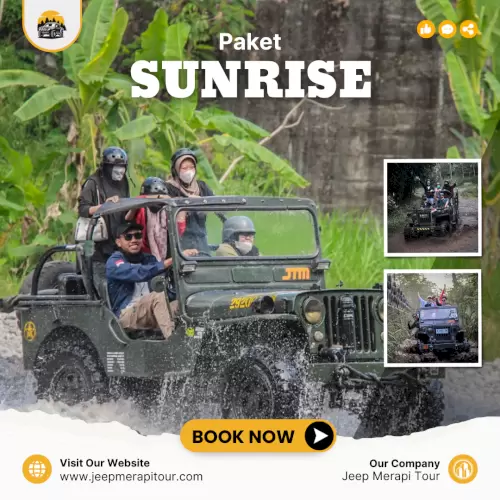 Paket
SUNRISE
JTM
BOOK NOW
Visit Our Website
www.jeepmerapitour.com
Our Company
Jeep Merapi Tour